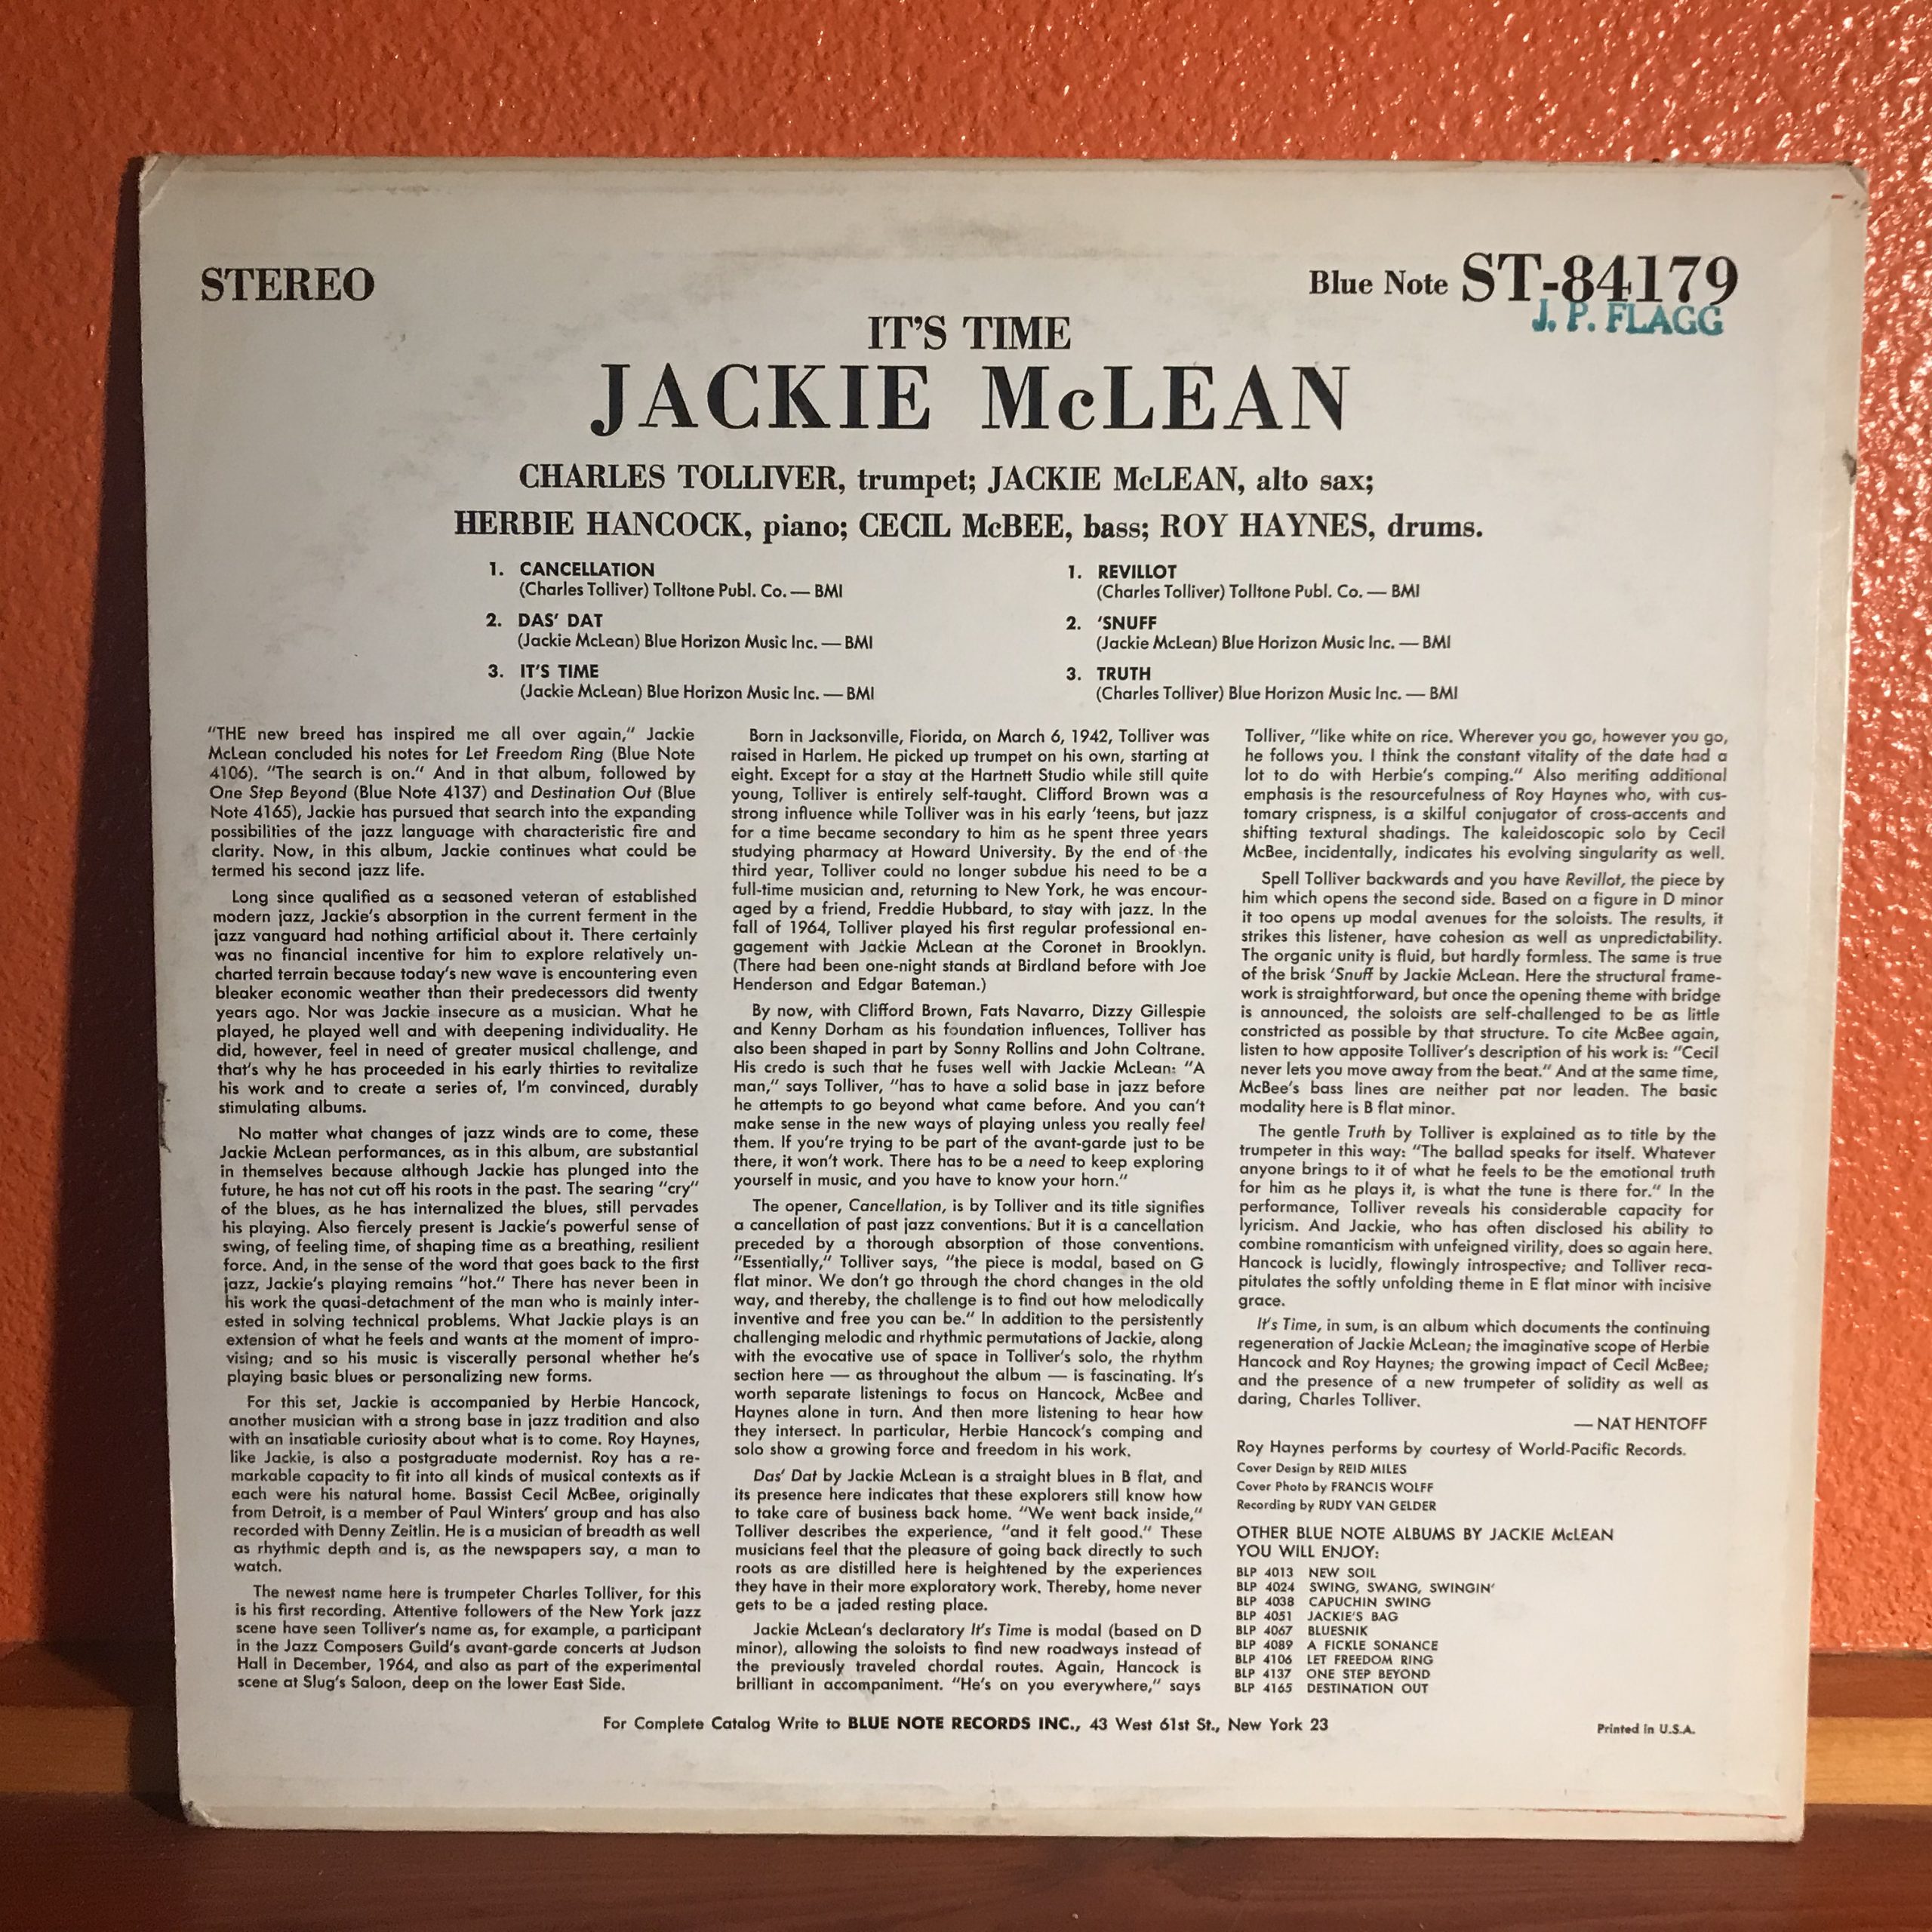 STEREO
Blue Note ST-84179
J. P. FLAGG
IT'S TIME
JACKIE McLEAN
CHARLES TOLLIVER, trumpet; JACKIE McLEAN, alto sax;
HERBIE HANCOCK, piano; CECIL McBEE, bass; ROY HAYNES, drums.
1. CANCELLATION
(Charles Tolliver) Tolltone Publ. Co. — BMI
2. DAS' DAT
(Jackie McLean) Blue Horizon Music Inc. — BMI
3. IT'S TIME
(Jackie McLean) Blue Horizon Music Inc. — BMI
1. REVILLOT
(Charles Tolliver) Tolltone Publ. Co. — BMI
2. 'SNUFF
(Jackie McLean) Blue Horizon Music Inc. — BMI
3. TRUTH
(Charles Tolliver) Blue Horizon Music Inc. — BMI
"THE new breed has inspired me all over again," Jackie
McLean concluded his notes for Let Freedom Ring (Blue Note
4106). "The search is on." And in that album, followed by
One Step Beyond (Blue Note 4137) and Destination Out (Blue
Note 4165), Jackie has pursued that search into the expanding
possibilities of the jazz language with characteristic fire and
clarity. Now, in this album, Jackie continues what could be
termed his second jazz life.
Long since qualified as a seasoned veteran of established
modern jazz, Jackie's absorption in the current ferment in the
jazz vanguard had nothing artificial about it. There certainly
was no financial incentive for him to explore relatively un-
charted terrain because today's new wave is encountering even
bleaker economic weather than their predecessors did twenty
years ago. Nor was Jackie insecure as a musician. What he
played, he played well and with deepening individuality. He
did, however, feel in need of greater musical challenge, and
that's why he has proceeded in his early thirties to revitalize
his work and to create a series of, I'm convinced, durably
stimulating albums.
No matter what changes of jazz winds are to come, these
Jackie McLean performances, as in this album, are substantial
in themselves because although Jackie has plunged into the
future, he has not cut off his roots in the past. The searing "cry"
of the blues, as he has internalized the blues, still pervades
his playing. Also fiercely present is Jackie's powerful sense of
swing, of feeling time, of shaping time as a breathing, resilient
force. And, in the sense of the word that goes back to the first
jazz, Jackie's playing remains "hot." There has never been in
his work the quasi-detachment of the man who is mainly inter-
ested in solving technical problems. What Jackie plays is an
extension of what he feels and wants at the moment of impro-
vising; and so his music is viscerally personal whether he's
playing basic blues or personalizing new forms.
For this set, Jackie is accompanied by Herbie Hancock,
another musician with a strong base in jazz tradition and also
with an insatiable curiosity about what is to come. Roy Haynes,
like Jackie, is also a postgraduate modernist. Roy has a re-
markable capacity to fit into all kinds of musical contexts as if
each were his natural home. Bassist Cecil McBee, originally
from Detroit, is a member of Paul Winters' group and has also
recorded with Denny Zeitlin. He is a musician of breadth as well
as rhythmic depth and is, as the newspapers say, a man to
watch.
The newest name here is trumpeter Charles Tolliver, for this
is his first recording. Attentive followers of the New York jazz
scene have seen Tolliver's name as, for example, a participant
in the Jazz Composers Guild's avant-garde concerts at Judson
Hall in December, 1964, and also as part of the experimental
scene at Slug's Saloon, deep on the lower East Side.
Born in Jacksonville, Florida, on March 6, 1942, Tolliver was
raised in Harlem. He picked up trumpet on his own, starting at
eight. Except for a stay at the Hartnett Studio while still quite
young, Tolliver is entirely self-taught. Clifford Brown was a
strong influence while Tolliver was in his early 'teens, but jazz
for a time became secondary to him as he spent three years
studying pharmacy at Howard University. By the end of the
third year, Tolliver could no longer subdue his need to be a
full-time musician and, returning to New York, he was encour-
aged by a friend, Freddie Hubbard, to stay with jazz. In the
fall of 1964, Tolliver played his first regular professional en-
gagement with Jackie McLean at the Coronet in Brooklyn.
(There had been one-night stands at Birdland before with Joe
Henderson and Edgar Bateman.)
By now, with Clifford Brown, Fats Navarro, Dizzy Gillespie
and Kenny Dorham as his foundation influences, Tolliver has
also been shaped in part by Sonny Rollins and John Coltrane.
His credo is such that he fuses well with Jackie McLean: "A
man," says Tolliver, "has to have a solid base in jazz before
he attempts to go beyond what came before. And you can't
make sense in the new ways of playing unless you really feel
them. If you're trying to be part of the avant-garde just to be
there, it won't work. There has to be a need to keep exploring
yourself in music, and you have to know your horn."
The opener, Cancellation, is by Tolliver and its title signifies
a cancellation of past jazz conventions. But it is a cancellation
preceded by a thorough absorption of those conventions.
"Essentially," Tolliver says, "the piece is modal, based on G
flat minor. We don't go through the chord changes in the old
way, and thereby, the challenge is to find out how melodically
inventive and free you can be." In addition to the persistently
challenging melodic and rhythmic permutations of Jackie, along
with the evocative use of space in Tolliver's solo, the rhythm
section here — as throughout the album — is fascinating. It's
worth separate listenings to focus on Hancock, McBee and
Haynes alone in turn. And then more listening to hear how
they intersect. In particular, Herbie Hancock's comping and
solo show a growing force and freedom in his work.
Das' Dat by Jackie McLean is a straight blues in B flat, and
its presence here indicates that these explorers still know how
to take care of business back home. "We went back inside,"
Tolliver describes the experience, "and it felt good." These
musicians feel that the pleasure of going back directly to such
roots as are distilled here is heightened by the experiences
they have in their more exploratory work. Thereby, home never
gets to be a jaded resting place.
Jackie McLean's declaratory It's Time is modal (based on D
minor), allowing the soloists to find new roadways instead of
the previously traveled chordal routes. Again, Hancock is
brilliant in accompaniment. "He's on you everywhere," says
Tolliver, "like white on rice. Wherever you go, however you go,
he follows you. I think the constant vitality of the date had a
lot to do with Herbie's comping." Also meriting additional
emphasis is the resourcefulness of Roy Haynes who, with cus-
tomary crispness, is a skilful conjugator of cross-accents and
shifting textural shadings. The kaleidoscopic solo by Cecil
McBee, incidentally, indicates his evolving singularity as well.
Spell Tolliver backwards and you have Revillot, the piece by
him which opens the second side. Based on a figure in D minor
it too opens up modal avenues for the soloists. The results, it
strikes this listener, have cohesion as well as unpredictability.
The organic unity is fluid, but hardly formless. The same is true
of the brisk 'Snuff by Jackie McLean. Here the structural frame-
work is straightforward, but once the opening theme with bridge
is announced, the soloists are self-challenged to be as little
constricted as possible by that structure. To cite McBee again,
listen to how apposite Tolliver's description of his work is: "Cecil
never lets you move away from the beat." And at the same time,
McBee's bass lines are neither pat nor leaden. The basic
modality here is B flat minor.
The gentle Truth by Tolliver is explained as to title by the
trumpeter in this way: "The ballad speaks for itself. Whatever
anyone brings to it of what he feels to be the emotional truth
for him as he plays it, is what the tune is there for." In the
performance, Tolliver reveals his considerable capacity for
lyricism. And Jackie, who has often disclosed his ability to
combine romanticism with unfeigned virility, does so again here.
Hancock is lucidly, flowingly introspective; and Tolliver reca-
pitulates the softly unfolding theme in E flat minor with incisive
grace.
It's Time, in sum, is an album which documents the continuing
regeneration of Jackie McLean; the imaginative scope of Herbie
Hancock and Roy Haynes; the growing impact of Cecil McBee;
and the presence of a new trumpeter of solidity as well as
daring, Charles Tolliver.
— NAT HENTOFF
Roy Haynes performs by courtesy of World-Pacific Records.
Cover Design by REID MILES
Cover Photo by FRANCIS WOLFF
Recording by RUDY VAN GELDER
OTHER BLUE NOTE ALBUMS BY JACKIE McLEAN
YOU WILL ENJOY:
BLP 4013 NEW SOIL
BLP 4024 SWING, SWANG, SWINGIN'
BLP 4038 CAPUCHIN SWING
BLP 4051 JACKIE'S BAG
BLP 4067 BLUESNIK
BLP 4089 A FICKLE SONANCE
BLP 4106 LET FREEDOM RING
BLP 4137 ONE STEP BEYOND
BLP 4165 DESTINATION OUT
For Complete Catalog Write to BLUE NOTE RECORDS INC., 43 West 61st St., New York 23
Printed in U.S.A.